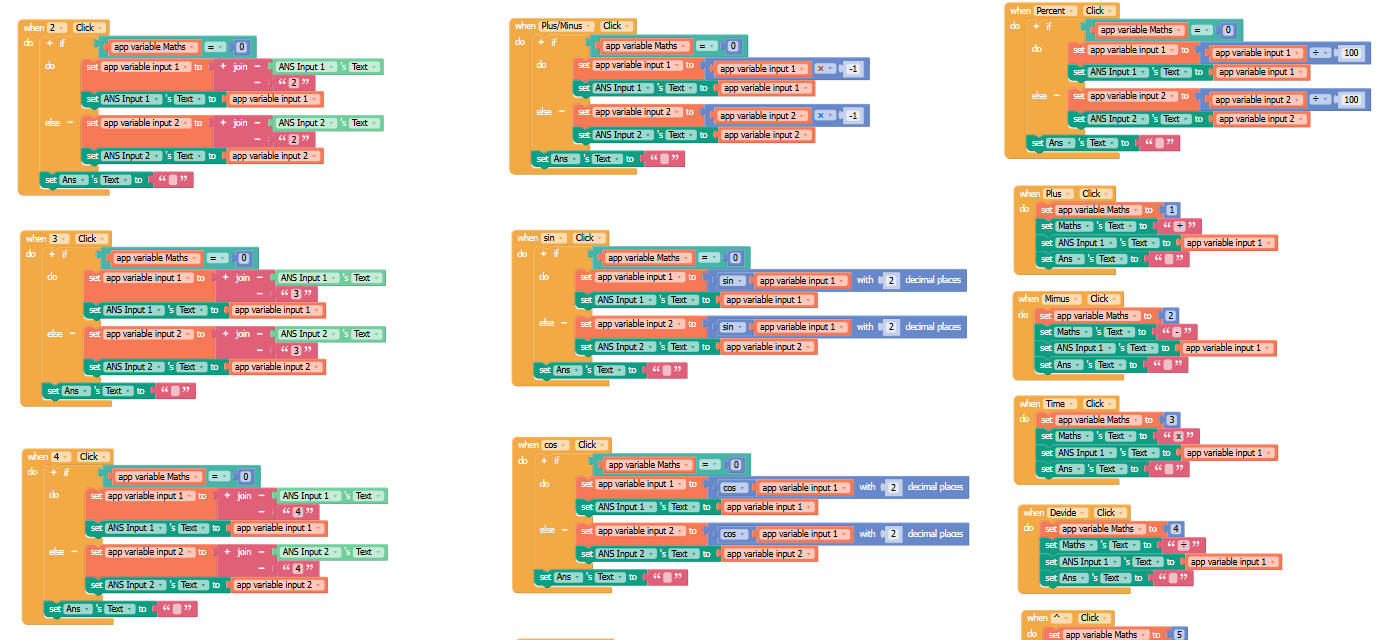 when 2 Click
do + if app variable Maths = 0
do set app variable input 1 to + join − ANS Input 1 's Text
− “ 2 ”
set ANS Input 1 's Text to app variable input 1
else − set app variable input 2 to + join − ANS Input 2 's Text
− “ 2 ”
set ANS Input 2 's Text to app variable input 2
set Ans 's Text to “ ”
when 3 Click
do + if app variable Maths = 0
do set app variable input 1 to + join − ANS Input 1 's Text
− “ 3 ”
set ANS Input 1 's Text to app variable input 1
else − set app variable input 2 to + join − ANS Input 2 's Text
− “ 3 ”
set ANS Input 2 's Text to app variable input 2
set Ans 's Text to “ ”
when 4 Click
do + if app variable Maths = 0
do set app variable input 1 to + join − ANS Input 1 's Text
− “ 4 ”
set ANS Input 1 's Text to app variable input 1
else − set app variable input 2 to + join − ANS Input 2 's Text
− “ 4 ”
set ANS Input 2 's Text to app variable input 2
set Ans 's Text to “ ”
when Plus/Minus Click
do + if app variable Maths = 0
do set app variable input 1 to app variable input 1 × -1
set ANS Input 1 's Text to app variable input 1
else − set app variable input 2 to app variable input 2 × -1
set ANS Input 2 's Text to app variable input 2
set Ans 's Text to “ ”
when sin Click
do + if app variable Maths = 0
do set app variable input 1 to sin app variable input 1 with 2 decimal places
set ANS Input 1 's Text to app variable input 1
else − set app variable input 2 to sin app variable input 1 with 2 decimal places
set ANS Input 2 's Text to app variable input 2
set Ans 's Text to “ ”
when cos Click
do + if app variable Maths = 0
do set app variable input 1 to cos app variable input 1 with 2 decimal places
set ANS Input 1 's Text to app variable input 1
else − set app variable input 2 to cos app variable input 1 with 2 decimal places
set ANS Input 2 's Text to app variable input 2
set Ans 's Text to “ ”
when Percent Click
do + if app variable Maths = 0
do set app variable input 1 to app variable input 1 ÷ 100
set ANS Input 1 's Text to app variable input 1
else − set app variable input 2 to app variable input 2 ÷ 100
set ANS Input 2 's Text to app variable input 2
set Ans 's Text to “ ”
when Plus Click
do set app variable Maths to 1
set Maths 's Text to “ + ”
set ANS Input 1 's Text to app variable input 1
set Ans 's Text to “ ”
when Mimus Click
do set app variable Maths to 2
set Maths 's Text to “ - ”
set ANS Input 1 's Text to app variable input 1
set Ans 's Text to “ ”
when Time Click
do set app variable Maths to 3
set Maths 's Text to “ x ”
set ANS Input 1 's Text to app variable input 1
set Ans 's Text to “ ”
when Devide Click
do set app variable Maths to 4
set Maths 's Text to “ ÷ ”
set ANS Input 1 's Text to app variable input 1
set Ans 's Text to “ ”
when ^ Click
do set app variable Maths to 5